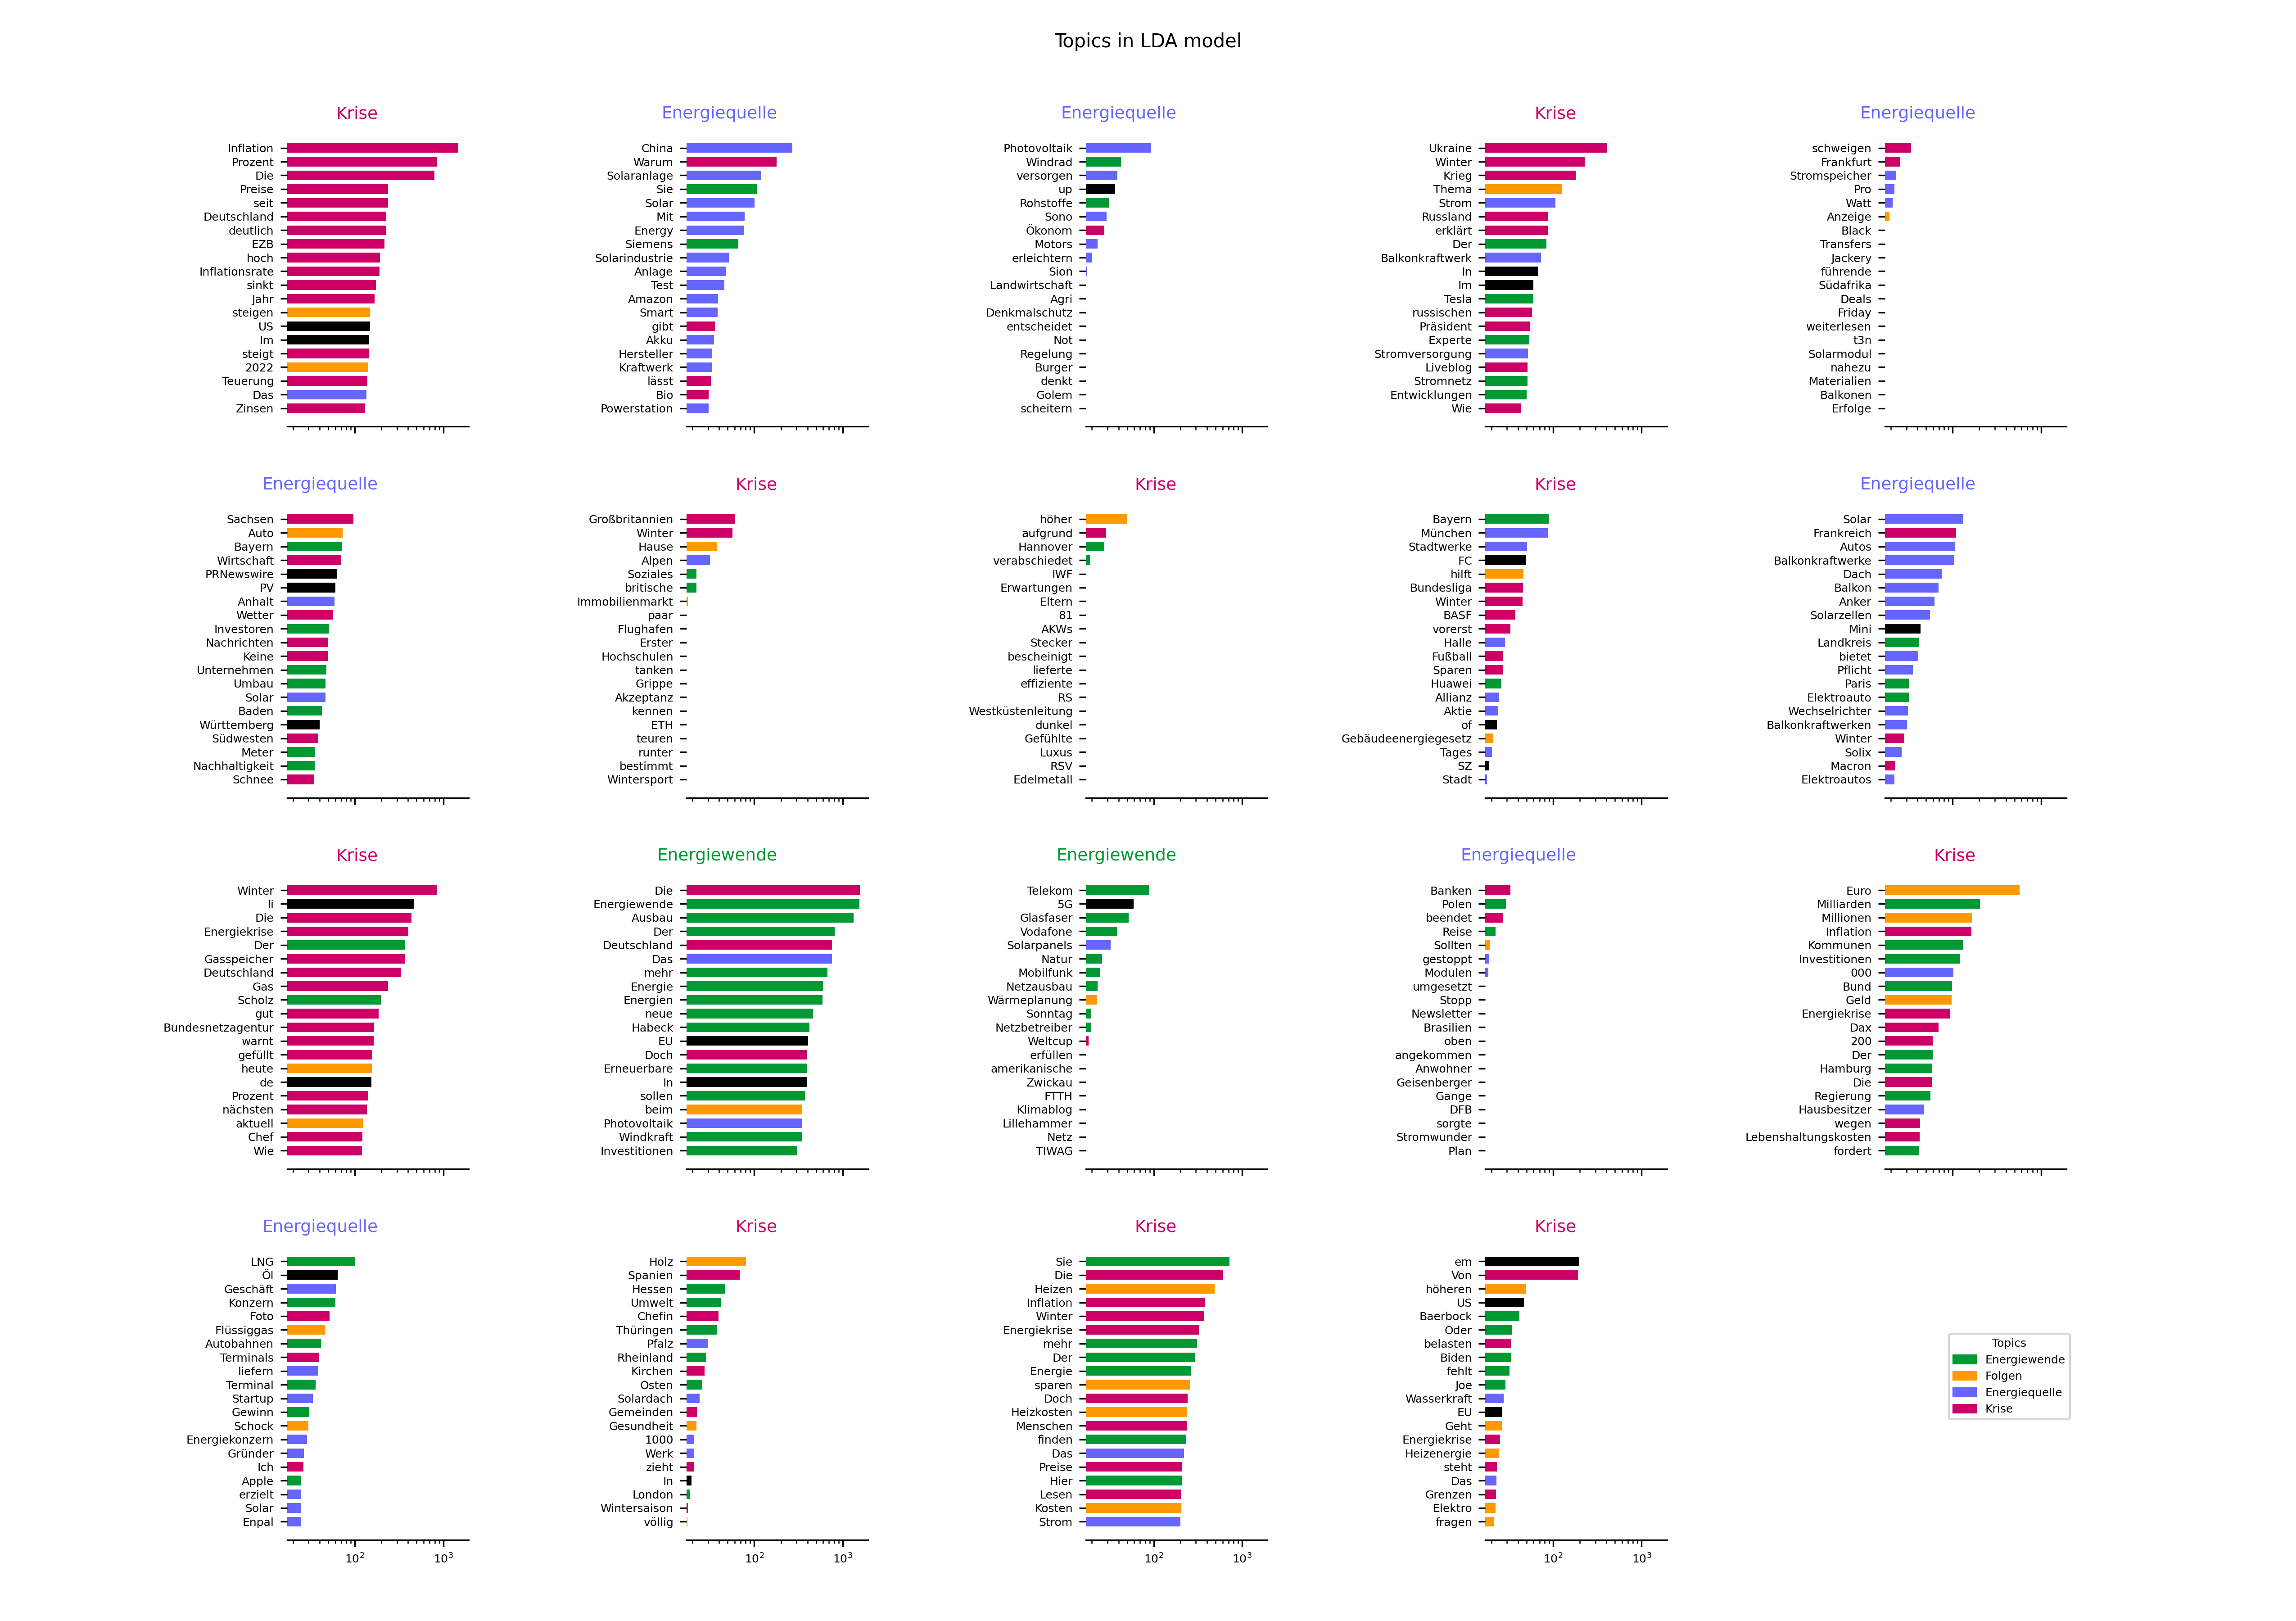 Topics in LDA model
Krise
Inflation
Prozent
Die
Preise
seit
Deutschland
deutlich
EZB
hoch
Inflationsrate
sinkt
Jahr
steigen
US
Im
steigt
2022
Teuerung
Das
Zinsen
Energiequelle
China
Warum
Solaranlage
Sie
Solar
Mit
Energy
Siemens
Solarindustrie
Anlage
Test
Amazon
Smart
gibt
Akku
Hersteller
Kraftwerk
lässt
Bio
Powerstation
Energiequelle
Photovoltaik
Windrad
versorgen
up
Rohstoffe
Sono
Ökonom
Motors
erleichtern
Sion
Landwirtschaft
Agri
Denkmalschutz
entscheidet
Not
Regelung
Burger
denkt
Golem
scheitern
Krise
Ukraine
Winter
Krieg
Thema
Strom
Russland
erklärt
Der
Balkonkraftwerk
In
Im
Tesla
russischen
Präsident
Experte
Stromversorgung
Liveblog
Stromnetz
Entwicklungen
Wie
Energiequelle
schweigen
Frankfurt
Stromspeicher
Pro
Watt
Anzeige
Black
Transfers
Jackery
führende
Südafrika
Deals
Friday
weiterlesen
t3n
Solarmodul
nahezu
Materialien
Balkonen
Erfolge
Energiequelle
Sachsen
Auto
Bayern
Wirtschaft
PRNewswire
PV
Anhalt
Wetter
Investoren
Nachrichten
Keine
Unternehmen
Umbau
Solar
Baden
Württemberg
Südwesten
Meter
Nachhaltigkeit
Schnee
Krise
Großbritannien
Winter
Hause
Alpen
Soziales
britische
Immobilienmarkt
paar
Flughafen
Erster
Hochschulen
tanken
Grippe
Akzeptanz
kennen
ETH
teuren
runter
bestimmt
Wintersport
Krise
höher
aufgrund
Hannover
verabschiedet
IWF
Erwartungen
Eltern
81
AKWs
Stecker
bescheinigt
lieferte
effiziente
RS
Westküstenleitung
dunkel
Gefühlte
Luxus
RSV
Edelmetall
Krise
Bayern
München
Stadtwerke
FC
hilft
Bundesliga
Winter
BASF
vorerst
Halle
Fußball
Sparen
Huawei
Allianz
Aktie
of
Gebäudeenergiegesetz
Tages
SZ
Stadt
Energiequelle
Solar
Frankreich
Autos
Balkonkraftwerke
Dach
Balkon
Anker
Solarzellen
Mini
Landkreis
bietet
Pflicht
Paris
Elektroauto
Wechselrichter
Balkonkraftwerken
Winter
Solix
Macron
Elektroautos
Krise
Winter
li
Die
Energiekrise
Der
Gasspeicher
Deutschland
Gas
Scholz
gut
Bundesnetzagentur
warnt
gefüllt
heute
de
Prozent
nächsten
aktuell
Chef
Wie
Energiewende
Die
Energiewende
Ausbau
Der
Deutschland
Das
mehr
Energie
Energien
neue
Habeck
EU
Doch
Erneuerbare
In
sollen
beim
Photovoltaik
Windkraft
Investitionen
Energiewende
Telekom
5G
Glasfaser
Vodafone
Solarpanels
Natur
Mobilfunk
Netzausbau
Wärmeplanung
Sonntag
Netzbetreiber
Weltcup
erfüllen
amerikanische
Zwickau
FTTH
Klimablog
Lillehammer
Netz
TIWAG
Energiequelle
Banken
Polen
beendet
Reise
Sollten
gestoppt
Modulen
umgesetzt
Stopp
Newsletter
Brasilien
oben
angekommen
Anwohner
Geisenberger
Gange
DFB
sorgte
Stromwunder
Plan
Krise
Euro
Milliarden
Millionen
Inflation
Kommunen
Investitionen
000
Bund
Geld
Energiekrise
Dax
200
Der
Hamburg
Die
Regierung
Hausbesitzer
wegen
Lebenshaltungskosten
fordert
Energiequelle
LNG
Öl
Geschäft
Konzern
Foto
Flüssiggas
Autobahnen
Terminals
liefern
Terminal
Startup
Gewinn
Schock
Energiekonzern
Gründer
Ich
Apple
erzielt
Solar
Enpal
10² 10³
Krise
Holz
Spanien
Hessen
Umwelt
Chefin
Thüringen
Pfalz
Rheinland
Kirchen
Osten
Solardach
Gemeinden
Gesundheit
1000
Werk
zieht
In
London
Wintersaison
völlig
10² 10³
Krise
Sie
Die
Heizen
Inflation
Winter
Energiekrise
mehr
Der
Energie
sparen
Doch
Heizkosten
Menschen
finden
Das
Preise
Hier
Lesen
Kosten
Strom
10² 10³
Krise
em
Von
höheren
US
Baerbock
Oder
belasten
Biden
fehlt
Joe
Wasserkraft
EU
Geht
Energiekrise
Heizenergie
steht
Das
Grenzen
Elektro
fragen
10² 10³
Topics
Energiewende
Folgen
Energiequelle
Krise